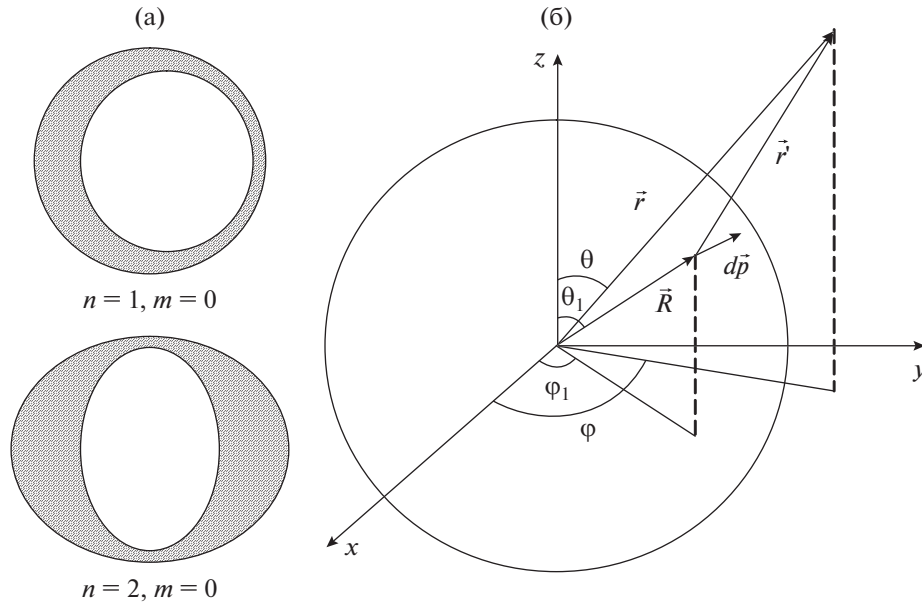 (а)
n = 1, m = 0
n = 2, m = 0
(б)
z
θ
θ₁
r⃗
r⃗'
dp⃗
R⃗
y
φ₁
φ
x